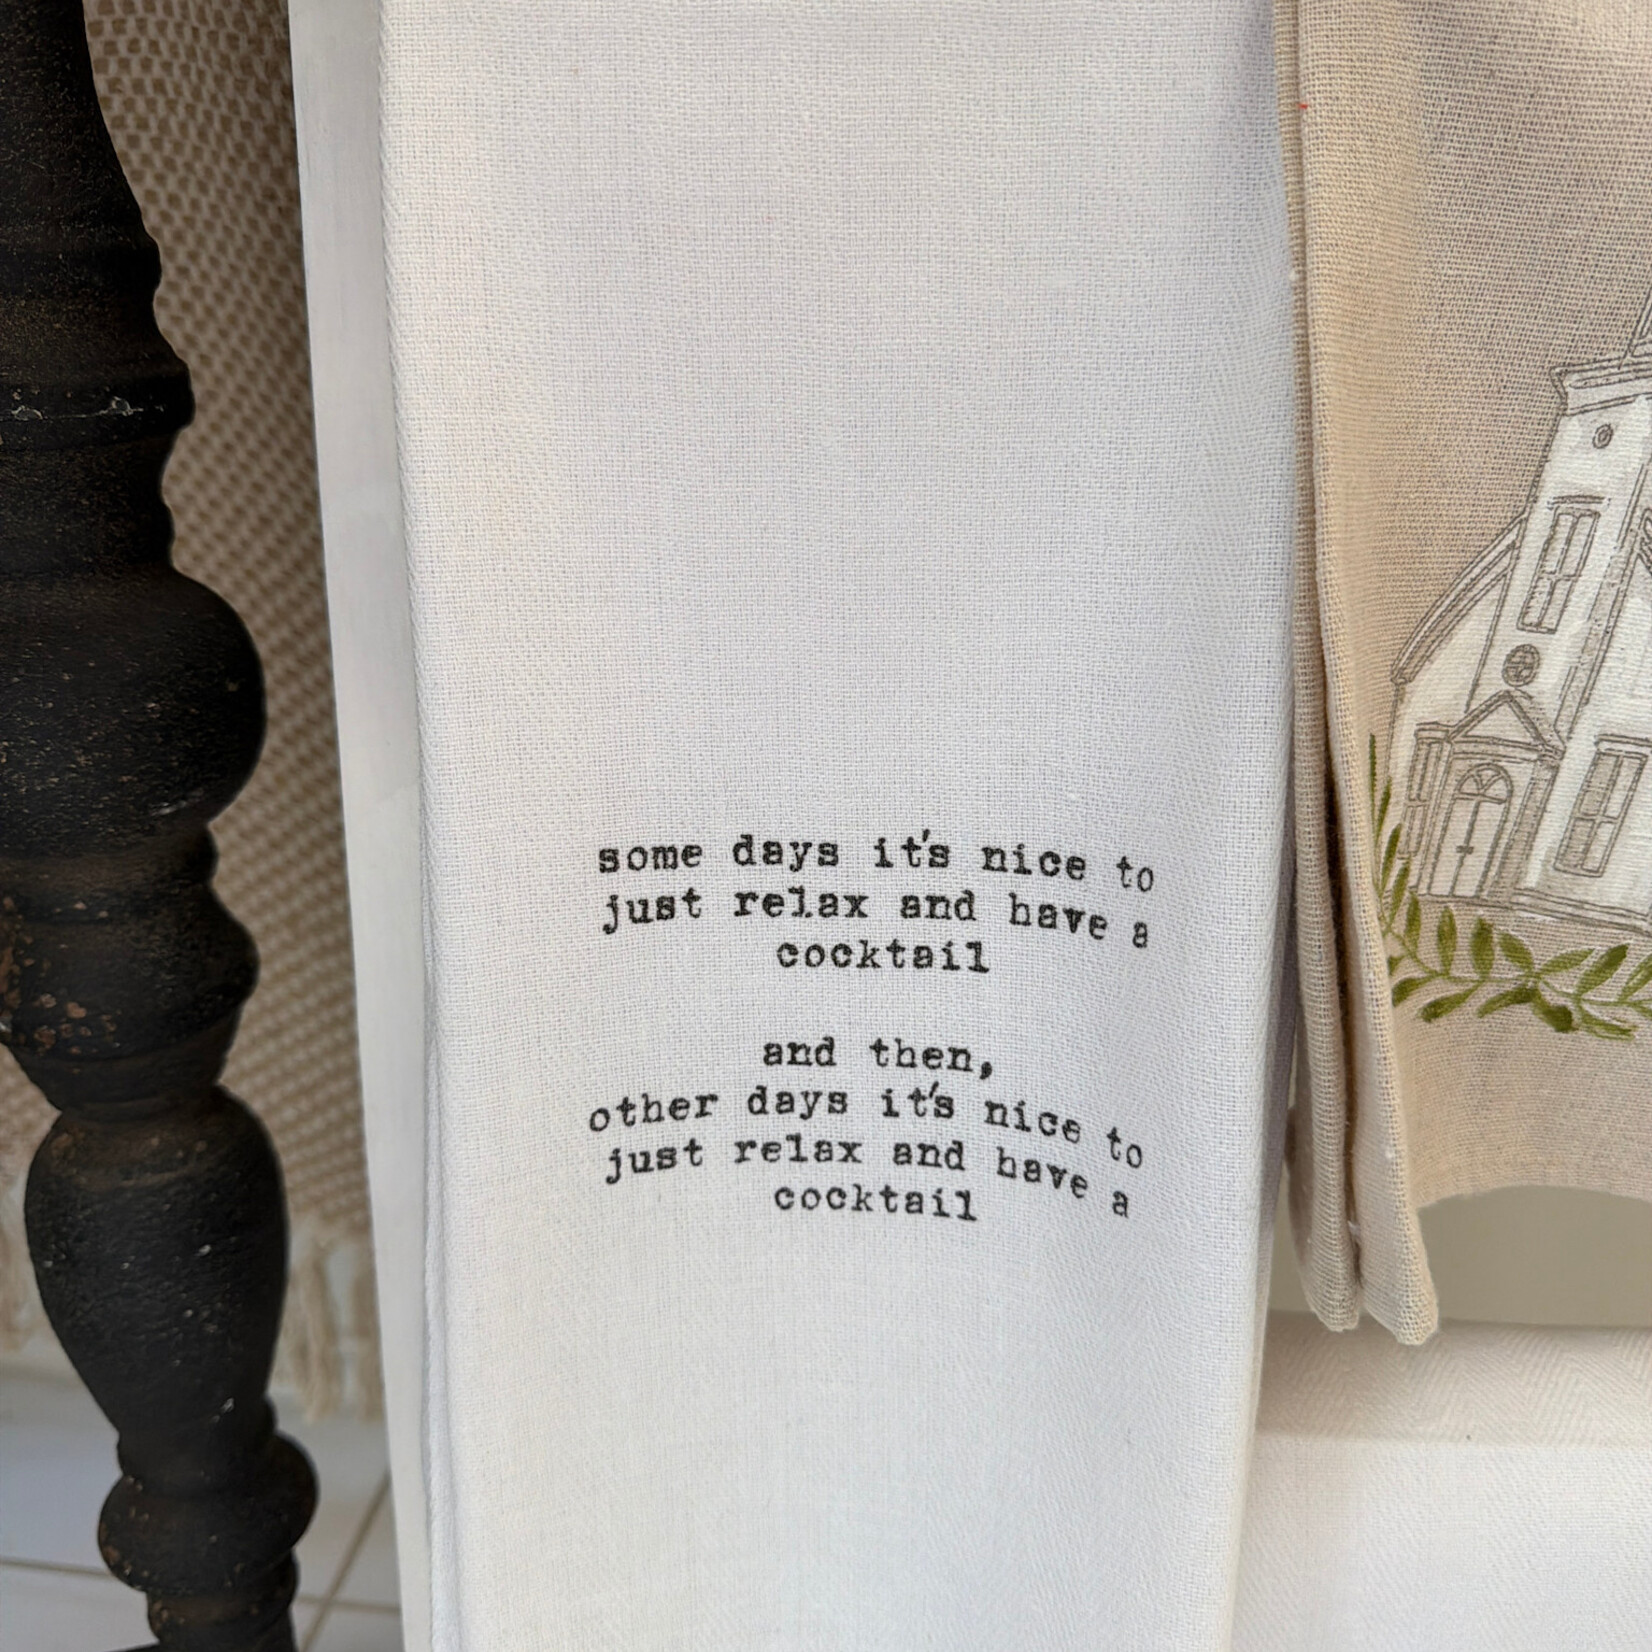 some days it's nice to
just relax and have a
cocktail
and then,
other days it's nice to
just relax and have a
cocktail